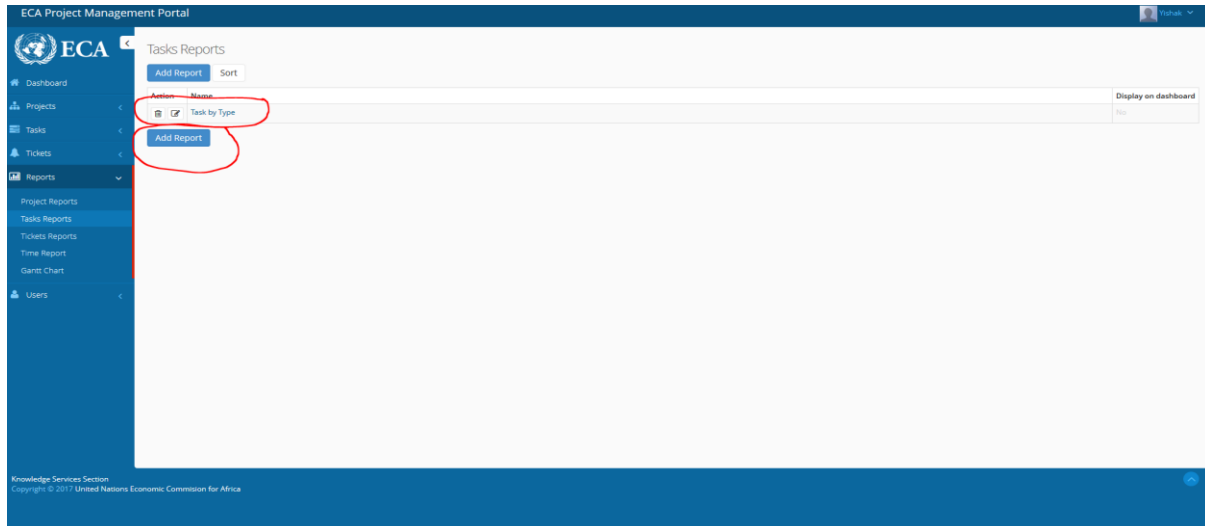 ECA Project Management Portal
Yishak
ECA
Dashboard
Projects
Tasks
Tickets
Reports
Project Reports
Tasks Reports
Tickets Reports
Time Report
Gantt Chart
Users
Tasks Reports
Add Report Sort
Action Name Display on dashboard
Task by Type No
Add Report
Knowledge Services Section
Copyright © 2017 United Nations Economic Commision for Africa